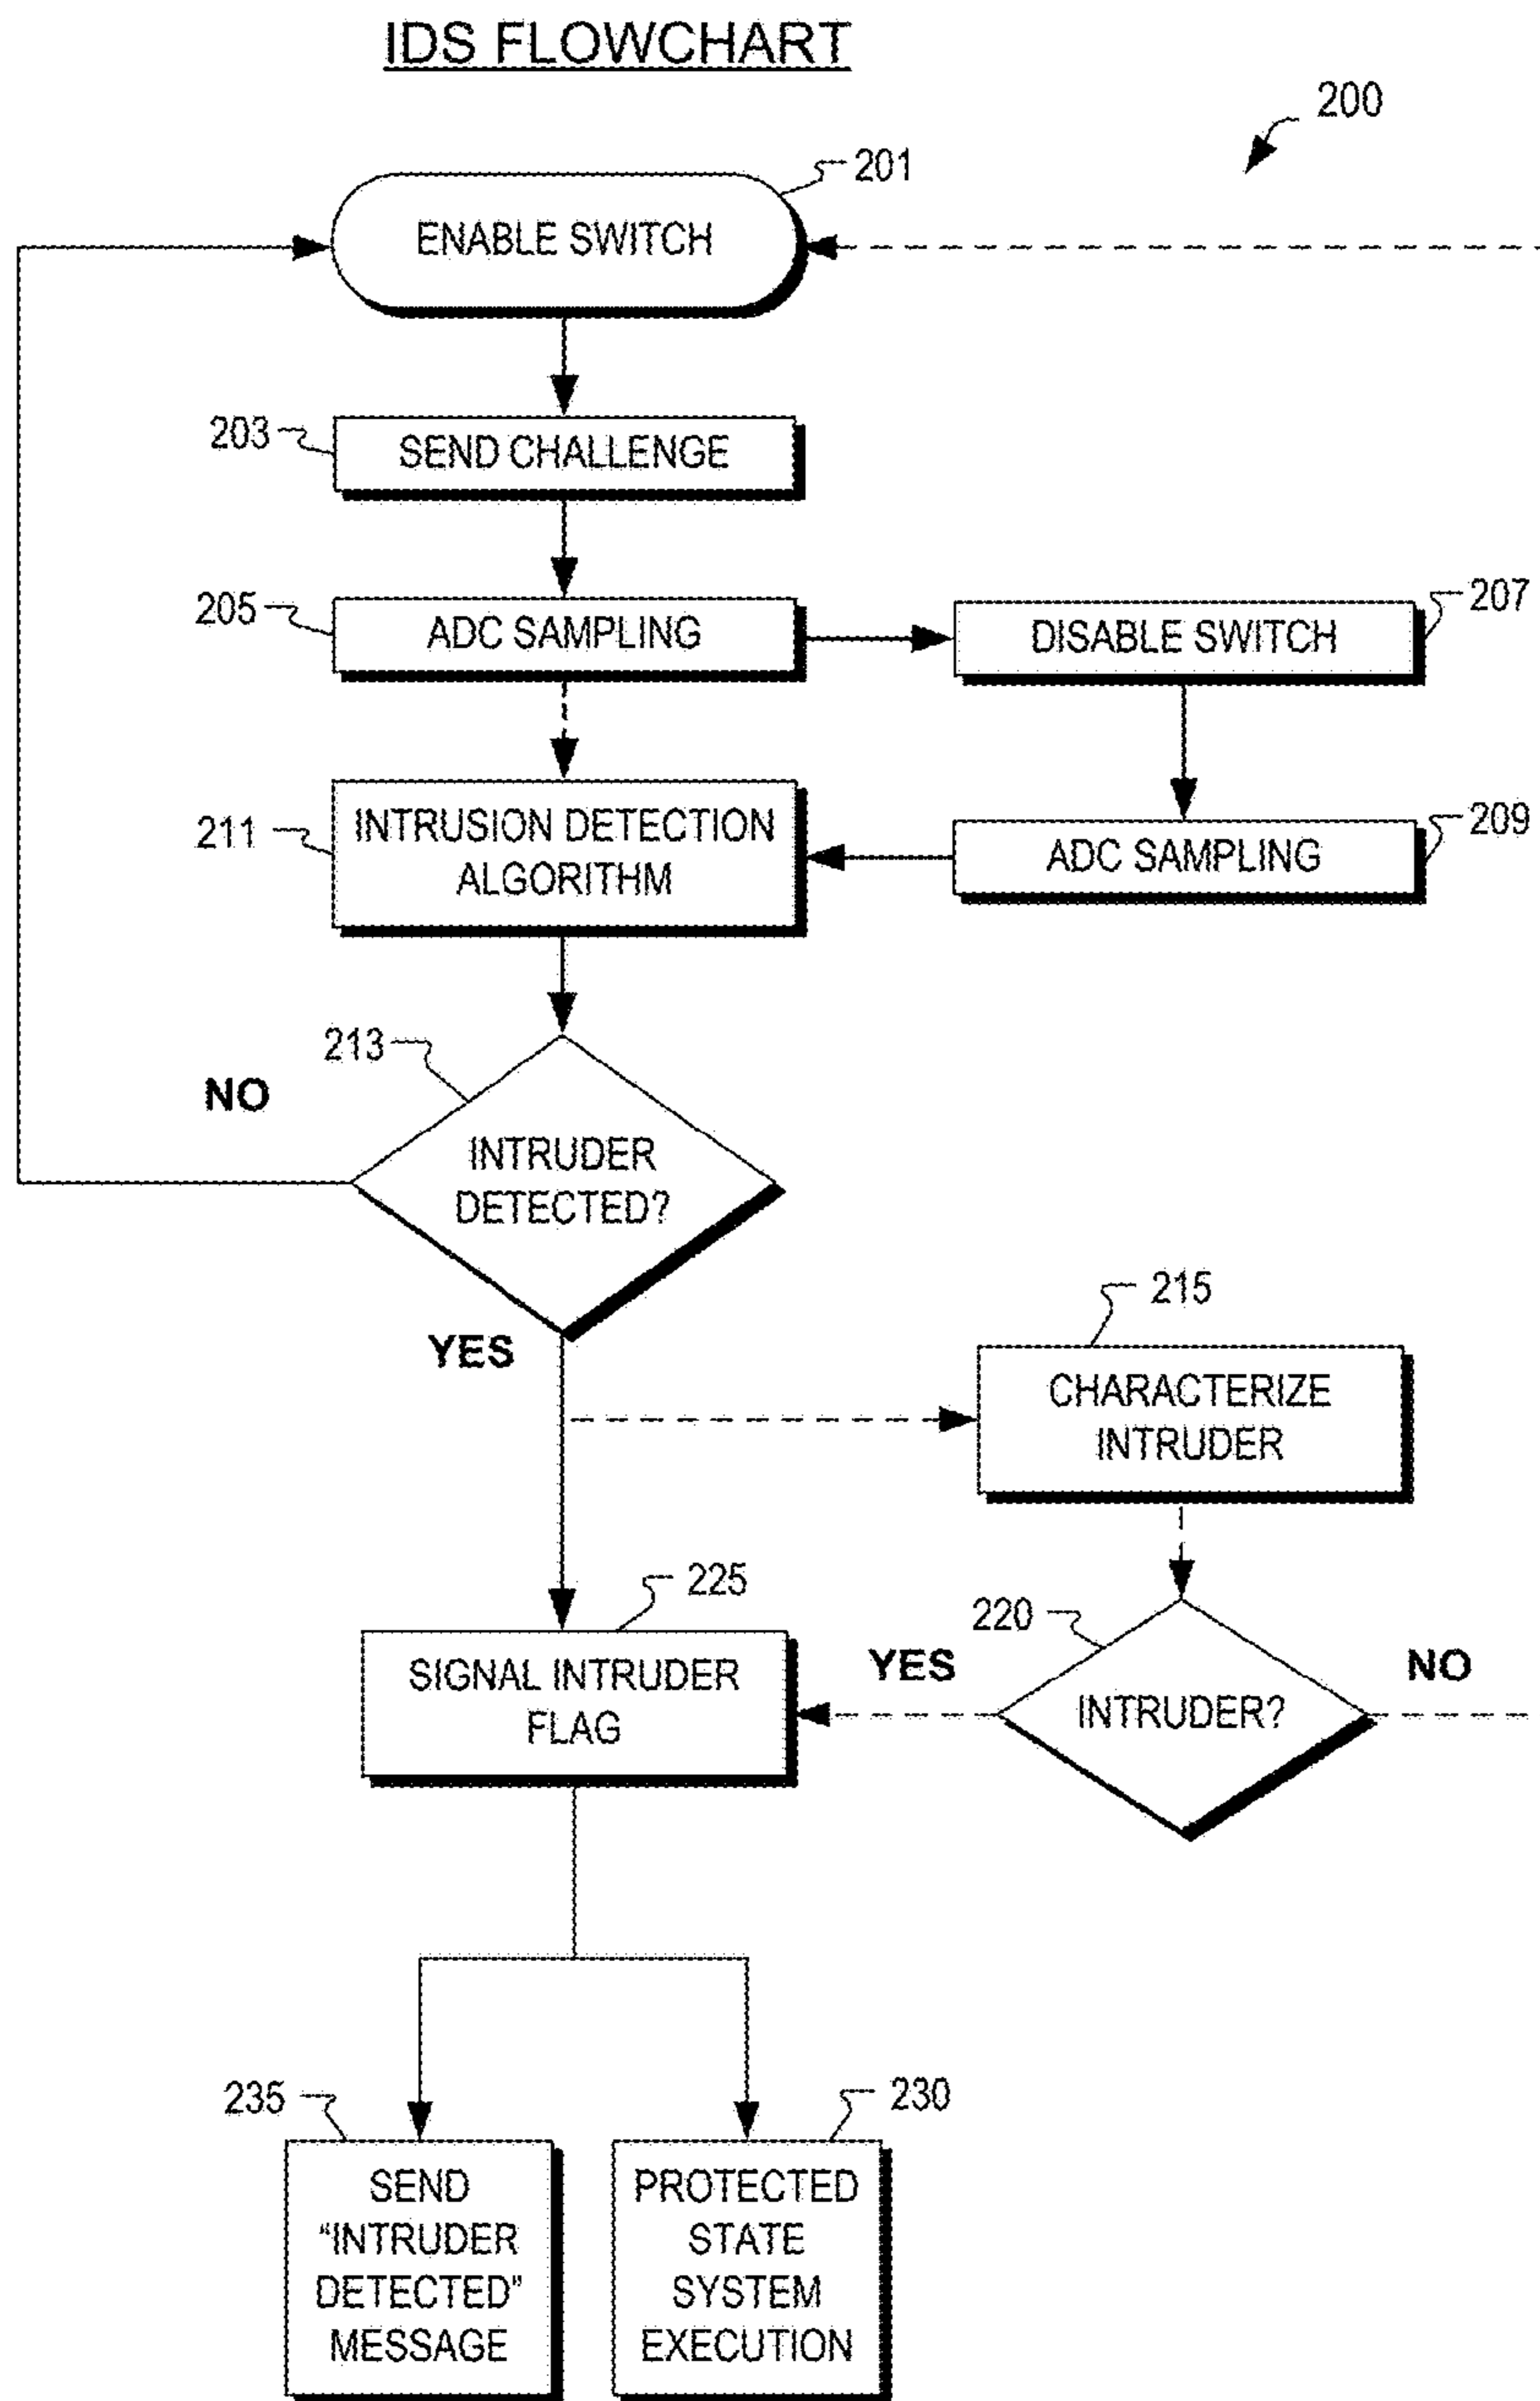 IDS FLOWCHART
200
201
ENABLE SWITCH
203
SEND CHALLENGE
205
ADC SAMPLING
207
DISABLE SWITCH
211
INTRUSION DETECTION
ALGORITHM
209
ADC SAMPLING
213
NO
INTRUDER
DETECTED?
YES
215
CHARACTERIZE
INTRUDER
225
SIGNAL INTRUDER
FLAG
220
YES
NO
INTRUDER?
235
SEND
"INTRUDER
DETECTED"
MESSAGE
230
PROTECTED
STATE
SYSTEM
EXECUTION